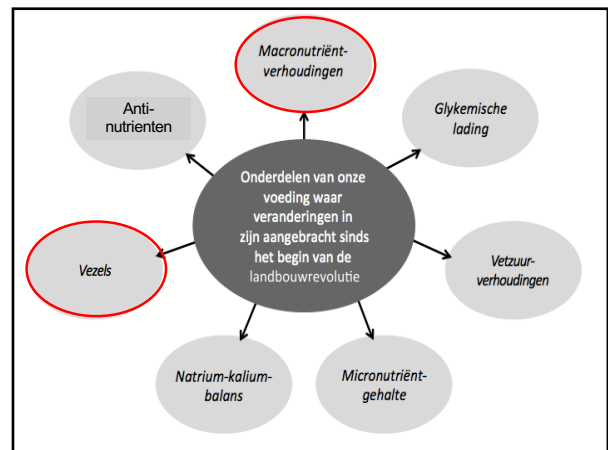 Macronutriënt-
verhoudingen
Anti-
nutrienten
Glykemische
lading
Onderdelen van onze
voeding waar
veranderingen in
zijn aangebracht sinds
het begin van de
landbouwrevolutie
Vezels
Vetzuur-
verhoudingen
Natrium-kalium-
balans
Micronutriënt-
gehalte